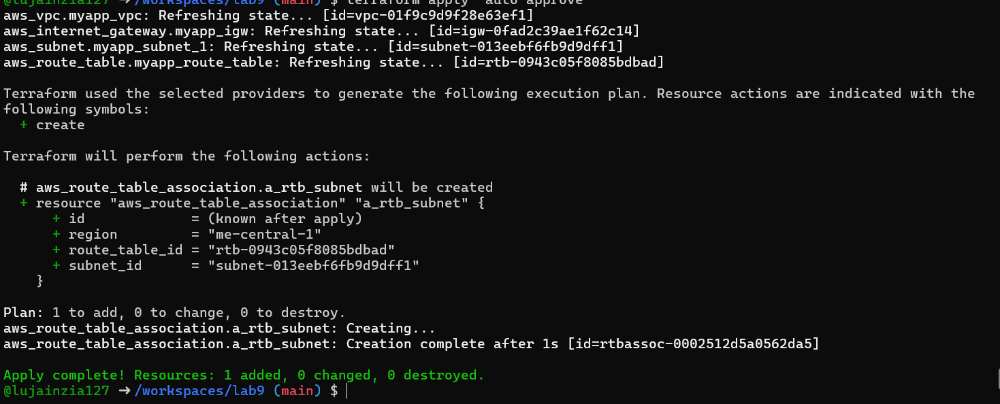 @lujainzia127 ➜ /workspaces/lab9 (main) $ terraform apply -auto-approve
aws_vpc.myapp_vpc: Refreshing state... [id=vpc-01f9c9d9f28e63ef1]
aws_internet_gateway.myapp_igw: Refreshing state... [id=igw-0fad2c39ae1f62c14]
aws_subnet.myapp_subnet_1: Refreshing state... [id=subnet-013eebf6fb9d9dff1]
aws_route_table.myapp_route_table: Refreshing state... [id=rtb-0943c05f8085bdbad]
Terraform used the selected providers to generate the following execution plan. Resource actions are indicated with the
following symbols:
  + create
Terraform will perform the following actions:
  # aws_route_table_association.a_rtb_subnet will be created
  + resource "aws_route_table_association" "a_rtb_subnet" {
      + id             = (known after apply)
      + region         = "me-central-1"
      + route_table_id = "rtb-0943c05f8085bdbad"
      + subnet_id      = "subnet-013eebf6fb9d9dff1"
    }
Plan: 1 to add, 0 to change, 0 to destroy.
aws_route_table_association.a_rtb_subnet: Creating...
aws_route_table_association.a_rtb_subnet: Creation complete after 1s [id=rtbassoc-0002512d5a0562da5]
Apply complete! Resources: 1 added, 0 changed, 0 destroyed.
@lujainzia127 ➜ /workspaces/lab9 (main) $